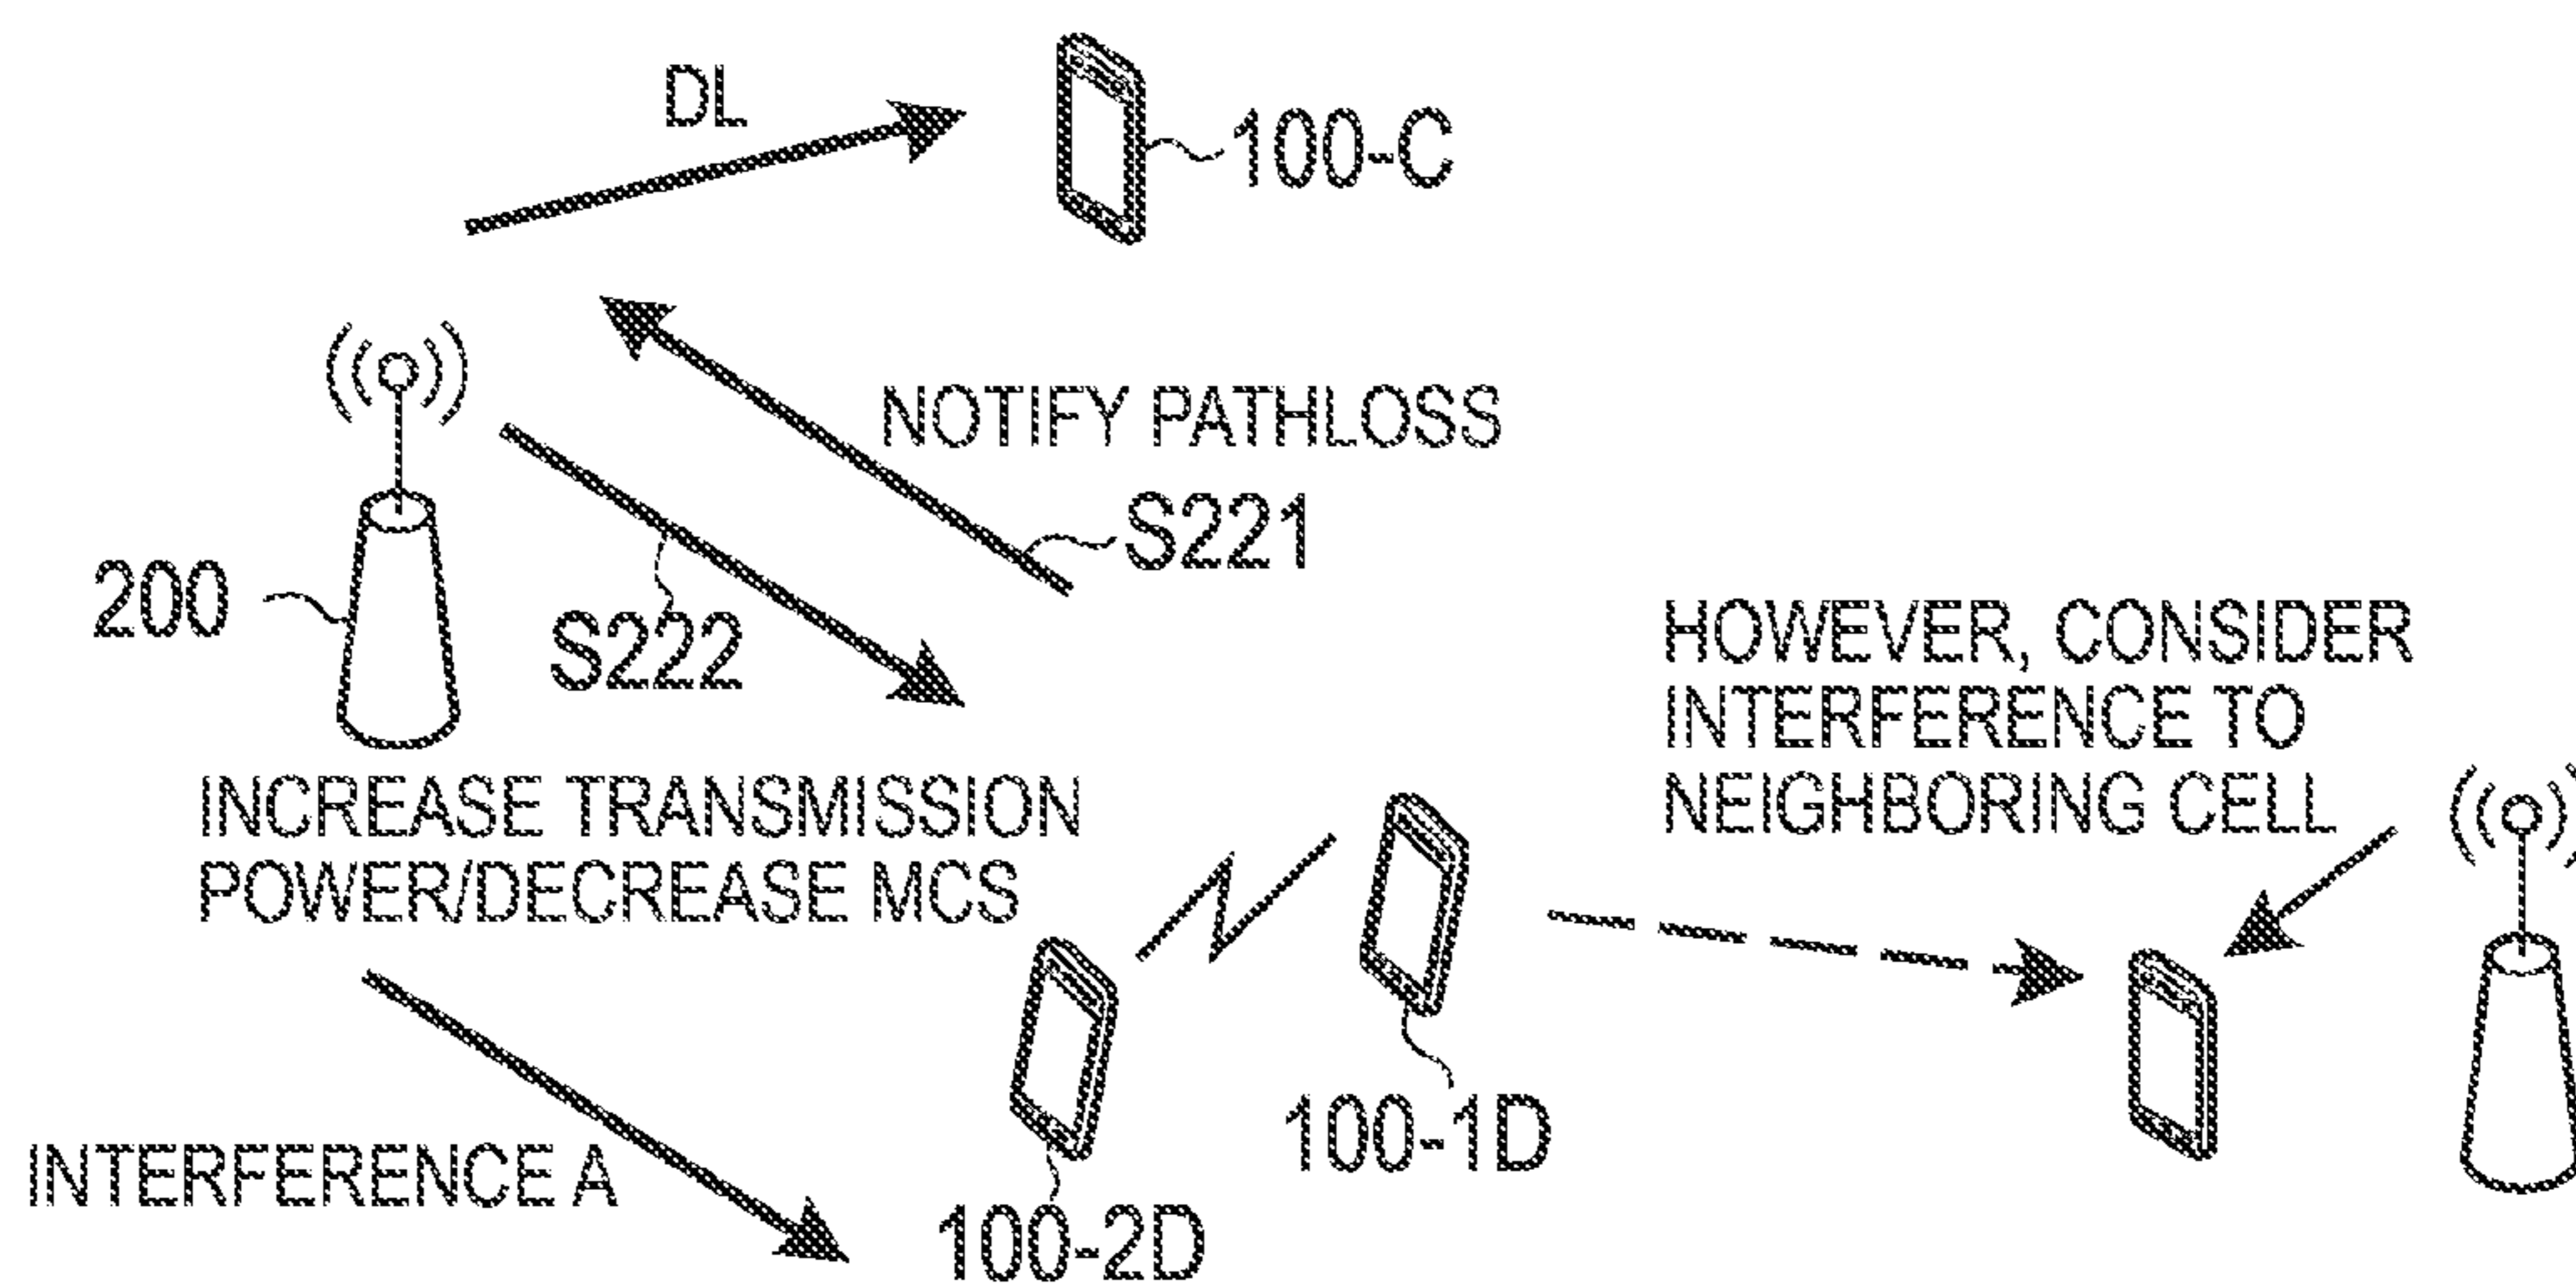 DL
100-C
NOTIFY PATHLOSS
S221
200
S222
HOWEVER, CONSIDER
INTERFERENCE TO
NEIGHBORING CELL
INCREASE TRANSMISSION
POWER/DECREASE MCS
100-1D
INTERFERENCE A
100-2D